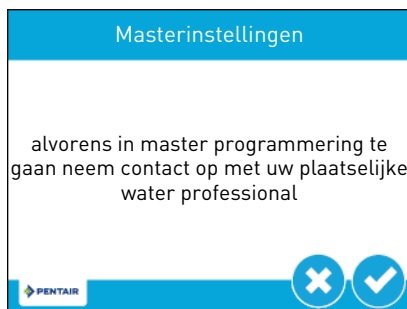 Masterinstellingen
alvorens in master programmering te
gaan neem contact op met uw plaatselijke
water professional
PENTAIR